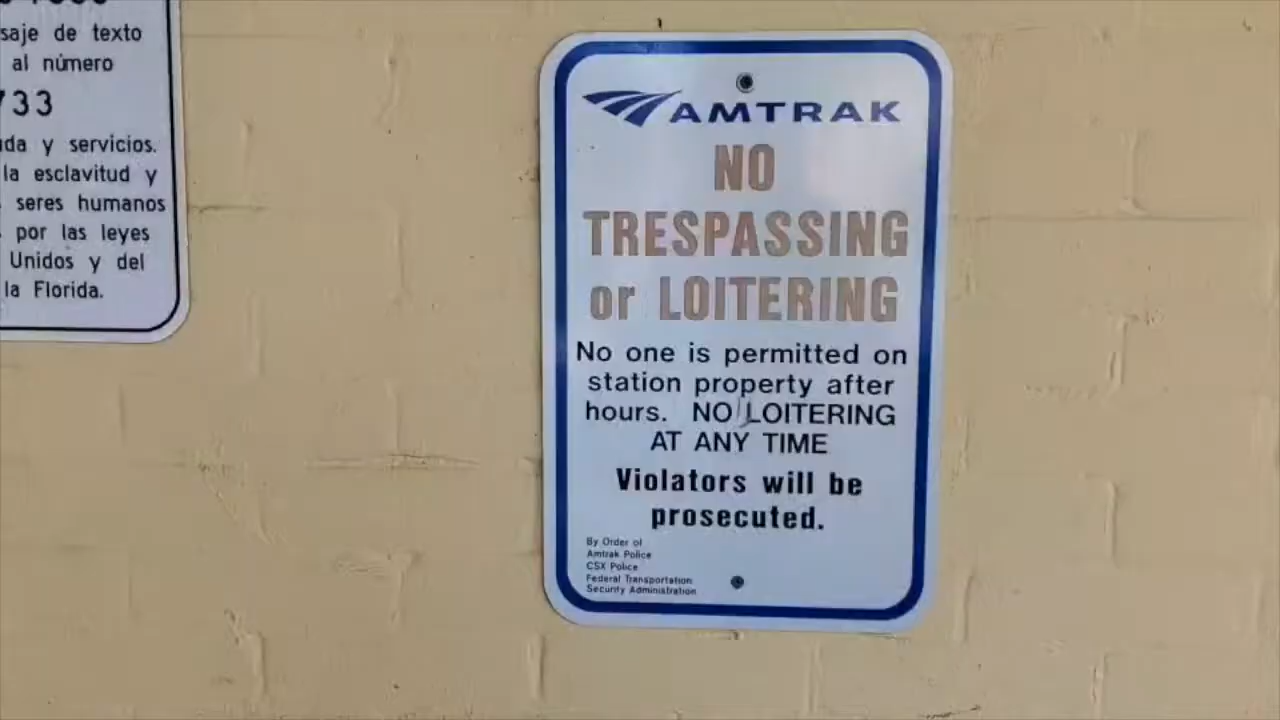 saje de texto
al número
733
y servicios.
la esclavitud y
seres humanos
por las leyes
Unidos y del
la Florida.
AMTRAK
NO
TRESPASSING
or LOITERING
No one is permitted on
station property after
hours. NO LOITERING
AT ANY TIME
Violators will be
prosecuted.
By Order of
Amtrak Police
CSX Police
Federal Transportation
Security Administration